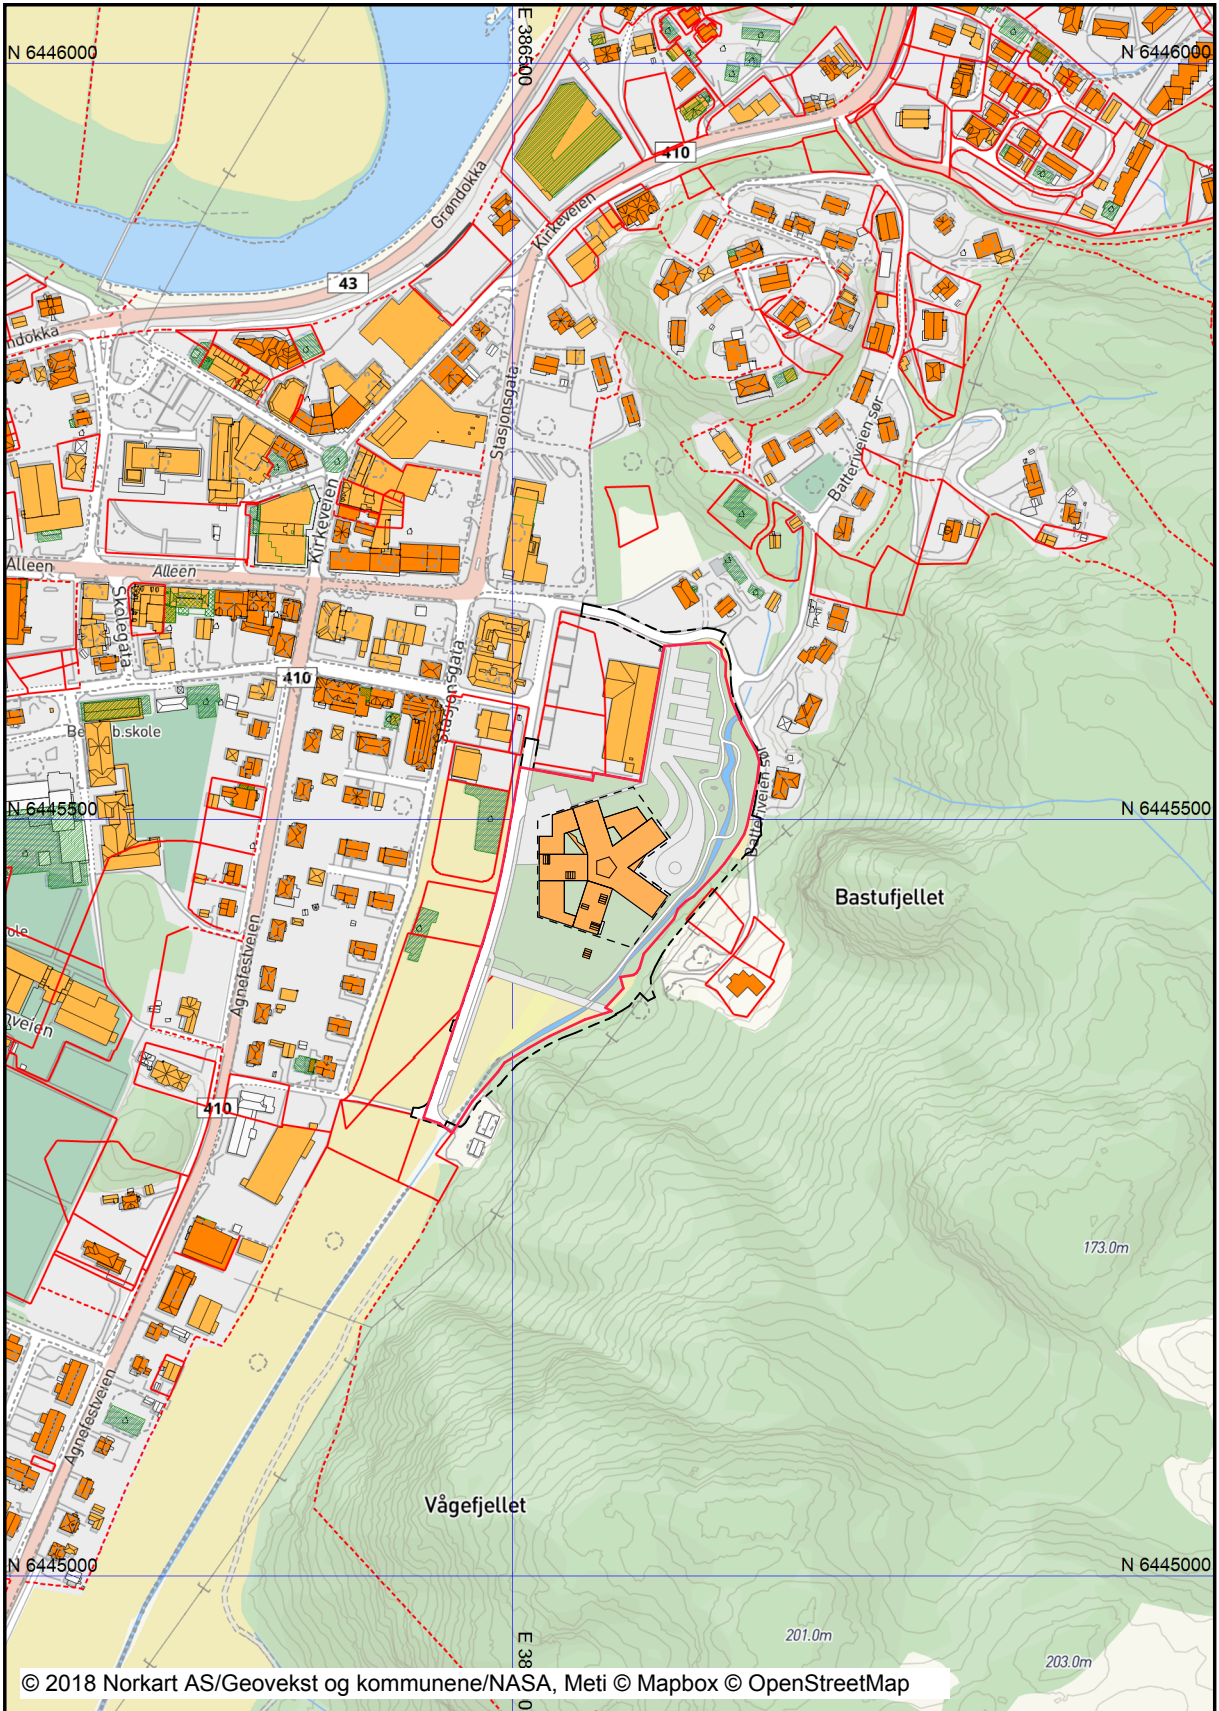 N 6446000
E 386500
N 6446000
410
Grøndokka
Kirkeveien
43
ndokka
Stasjonsgata
Batteriveien sør
Kirkeveien
Alleen
Alleen
Skolegata
Stasjonsgata
410
b.skole
Batteriveien sør
N 6445500
N 6445500
Bastufjellet
ole
Agnefestveien
nveien
410
173.0m
Agnefestveien
Vågefjellet
N 6445000
N 6445000
201.0m
203.0m
© 2018 Norkart AS/Geovekst og kommunene/NASA, Meti © Mapbox © OpenStreetMap